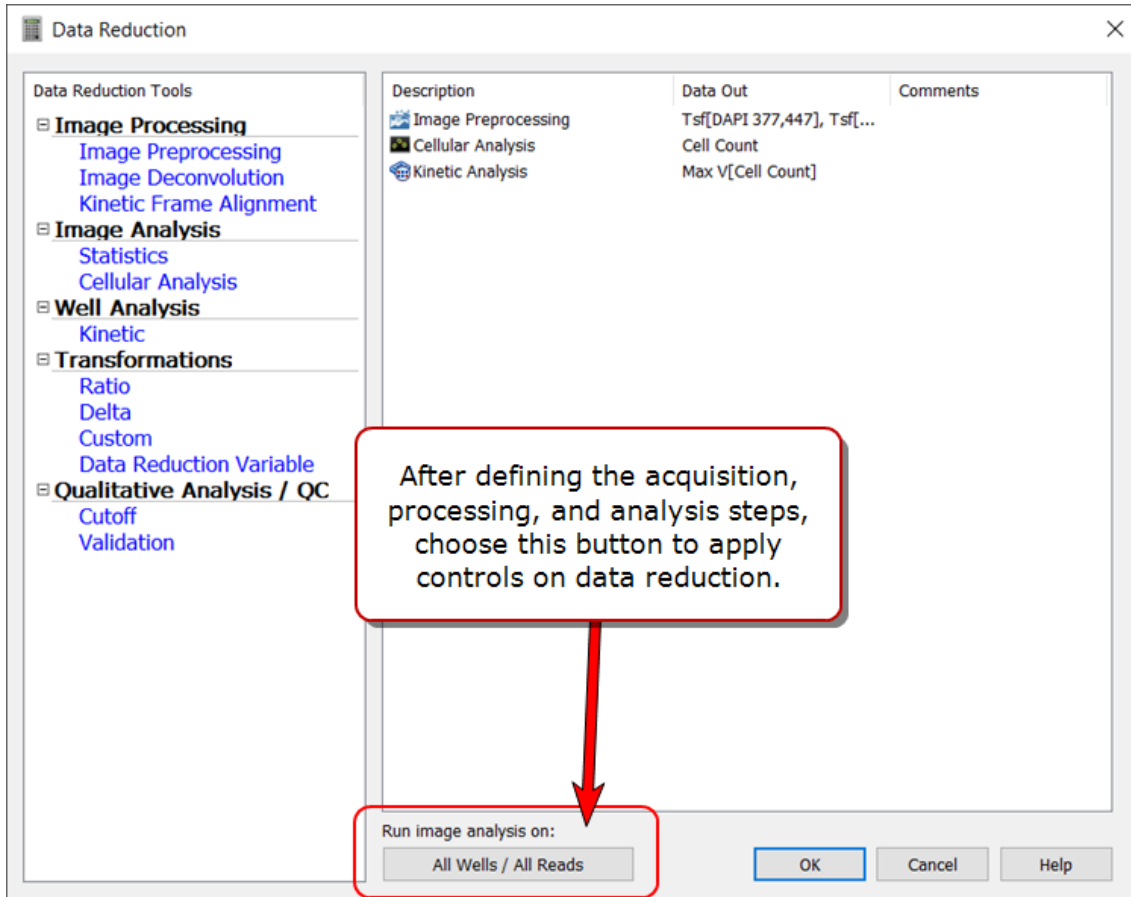 Data Reduction
Data Reduction Tools
Image Processing
Image Preprocessing
Image Deconvolution
Kinetic Frame Alignment
Image Analysis
Statistics
Cellular Analysis
Well Analysis
Kinetic
Transformations
Ratio
Delta
Custom
Data Reduction Variable
Qualitative Analysis / QC
Cutoff
Validation
Description Data Out Comments
Image Preprocessing Tsf[DAPI 377,447], Tsf[...
Cellular Analysis Cell Count
Kinetic Analysis Max V[Cell Count]
After defining the acquisition,
processing, and analysis steps,
choose this button to apply
controls on data reduction.
Run image analysis on:
All Wells / All Reads OK Cancel Help